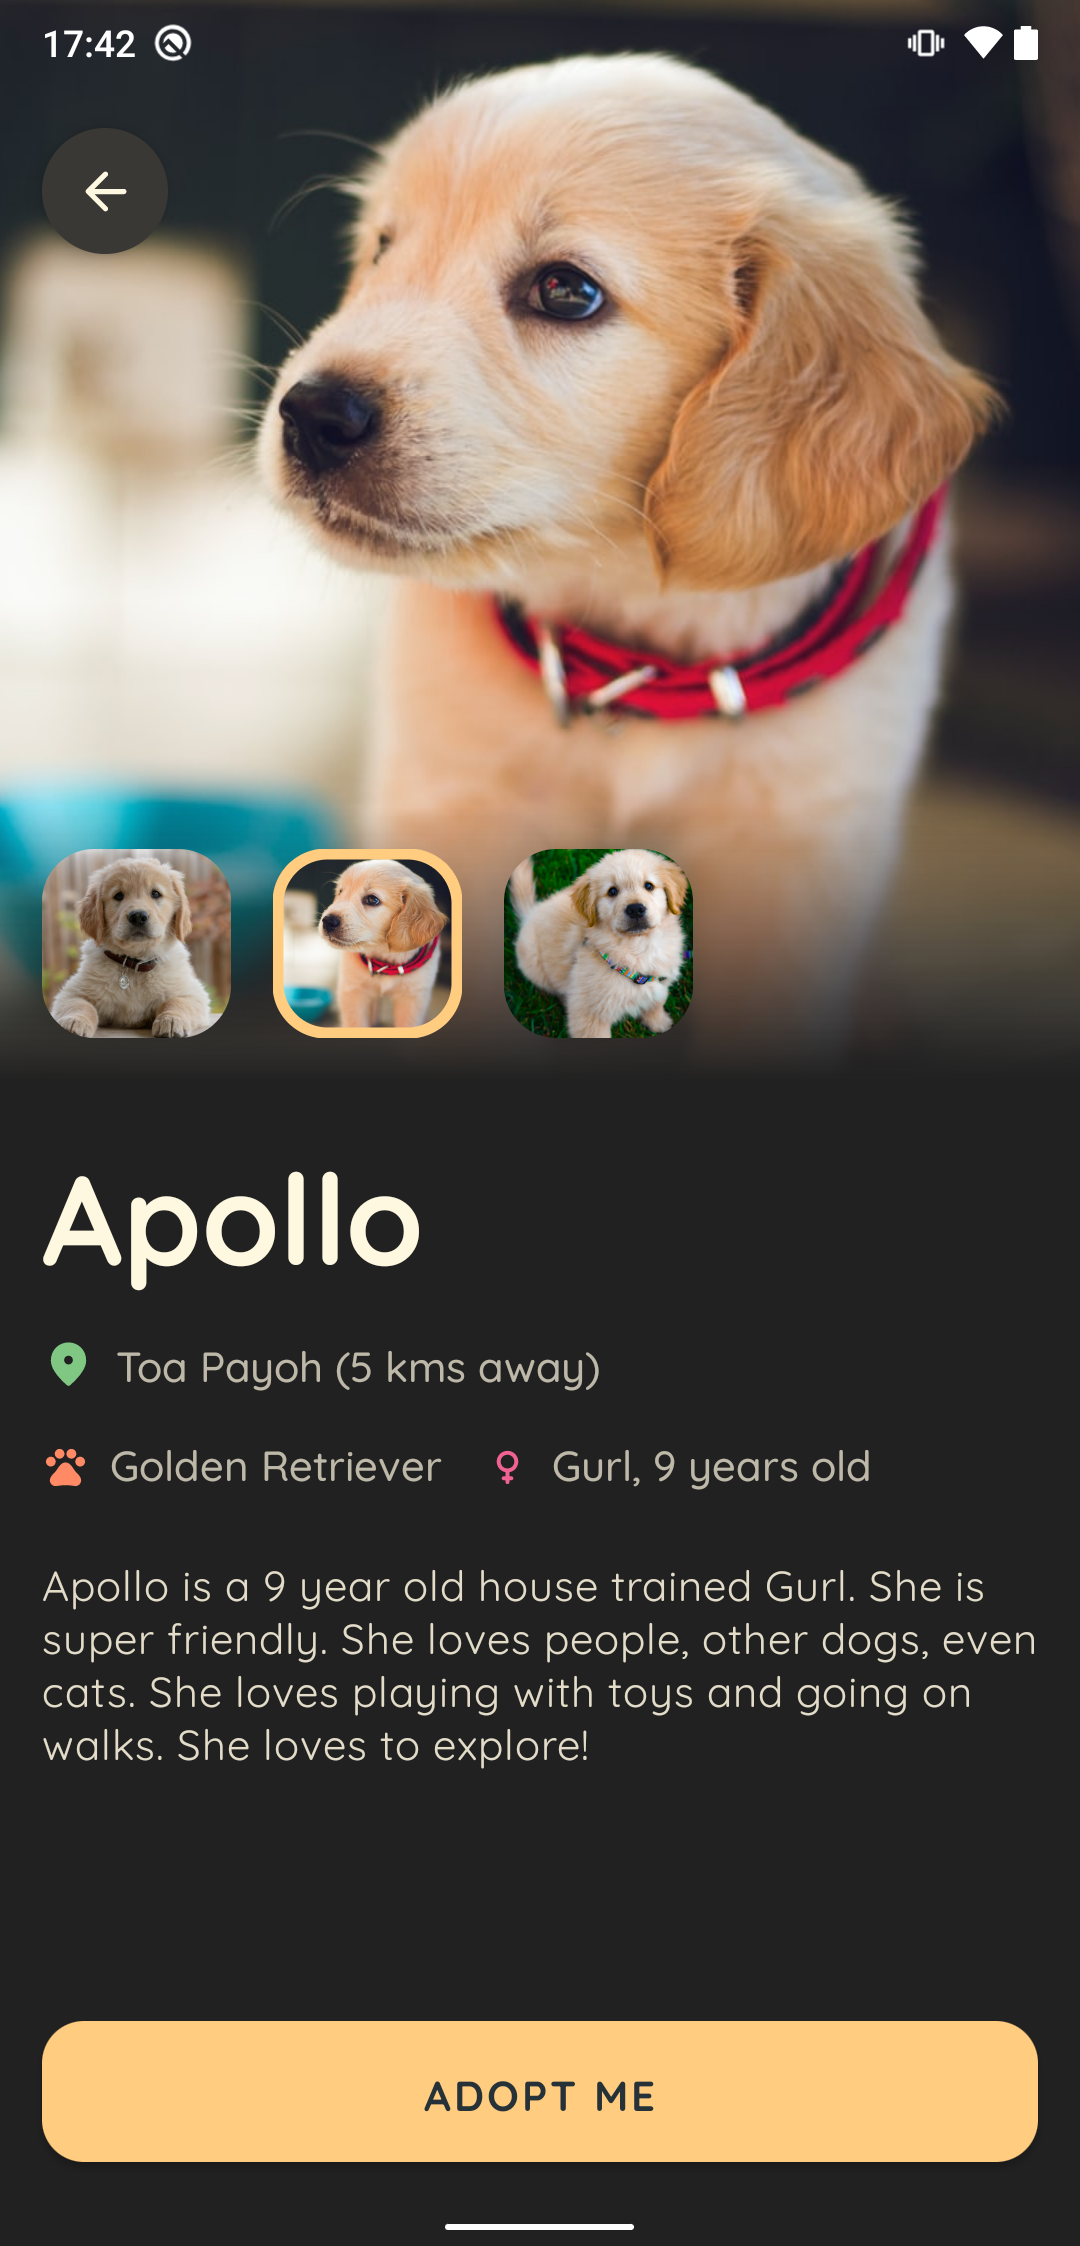 17:42
Apollo
Toa Payoh (5 kms away)
Golden Retriever Gurl, 9 years old
Apollo is a 9 year old house trained Gurl. She is
super friendly. She loves people, other dogs, even
cats. She loves playing with toys and going on
walks. She loves to explore!
ADOPT ME